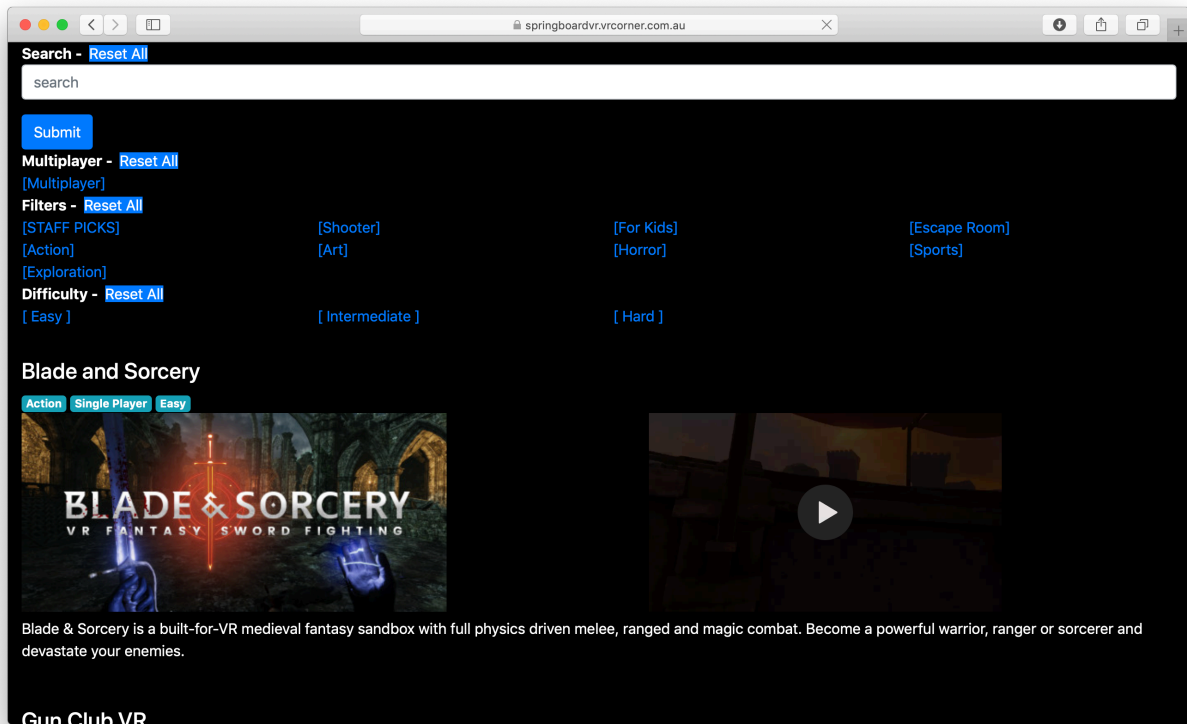 springboardvr.vrcorner.com.au
Search - Reset All
search
Submit
Multiplayer - Reset All
[Multiplayer]
Filters - Reset All
[STAFF PICKS] [Shooter] [For Kids] [Escape Room]
[Action] [Art] [Horror] [Sports]
[Exploration]
Difficulty - Reset All
[ Easy ] [ Intermediate ] [ Hard ]
Blade and Sorcery
Action Single Player Easy
BLADE & SORCERY
VR FANTASY SWORD FIGHTING
Blade & Sorcery is a built-for-VR medieval fantasy sandbox with full physics driven melee, ranged and magic combat. Become a powerful warrior, ranger or sorcerer and
devastate your enemies.
Gun Club VR